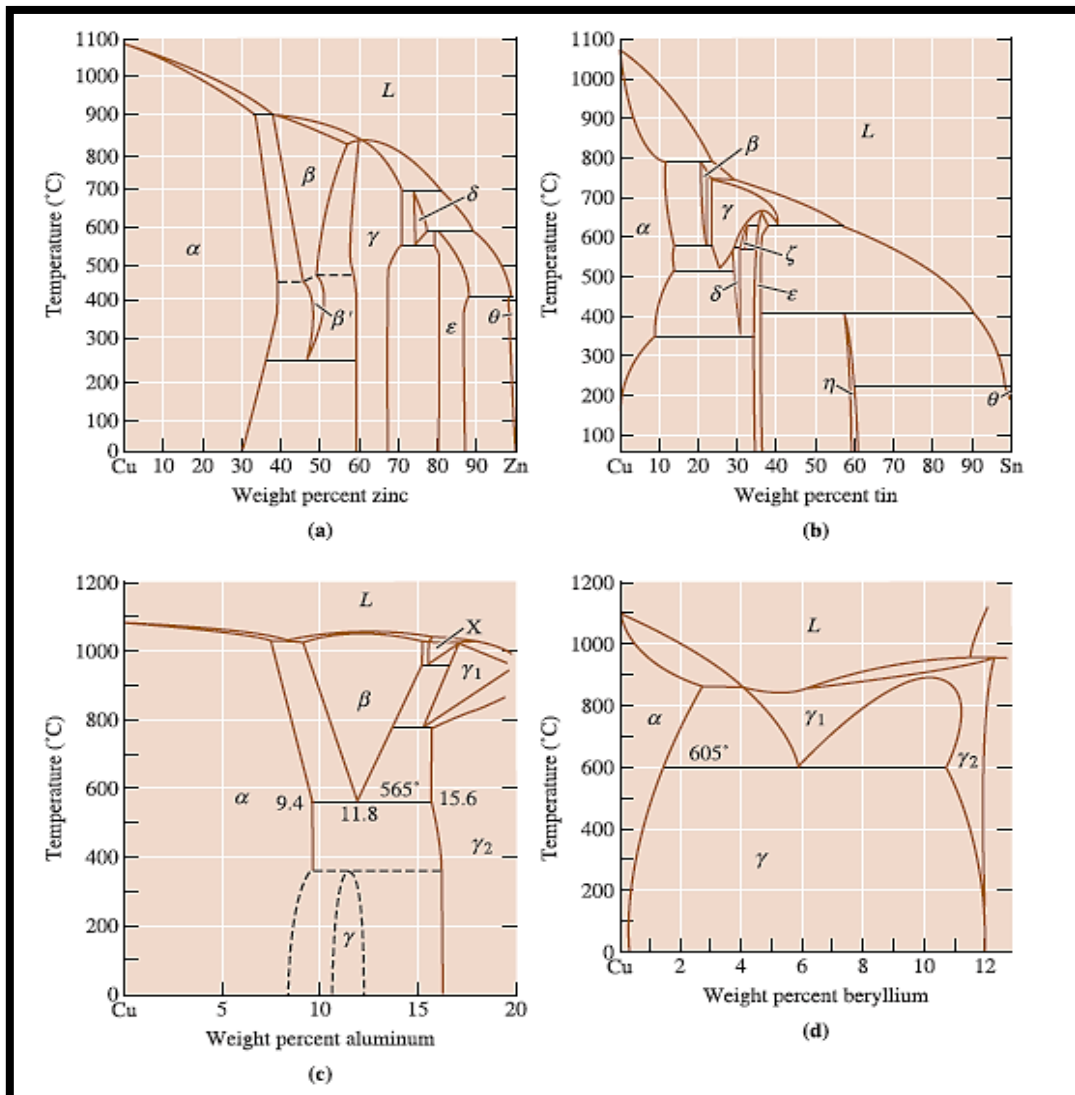 1100
1000
900
800
700
600
500
400
300
200
100
0
Temperature (°C)
L
β
δ
α
γ
β'
ε
θ
Cu 10 20 30 40 50 60 70 80 90 Zn
Weight percent zinc
(a)
1100
1000
900
800
700
600
500
400
300
200
100
Temperature (°C)
L
β
γ
α
ζ
δ
ε
η
θ
Cu 10 20 30 40 50 60 70 80 90 Sn
Weight percent tin
(b)
1200
1000
800
600
400
200
0
Temperature (°C)
L
X
γ1
β
α
9.4
565°
15.6
11.8
γ2
γ
Cu 5 10 15 20
Weight percent aluminum
(c)
1200
1000
800
600
400
200
0
Temperature (°C)
L
α
γ1
605°
γ2
γ
Cu 2 4 6 8 10 12
Weight percent beryllium
(d)